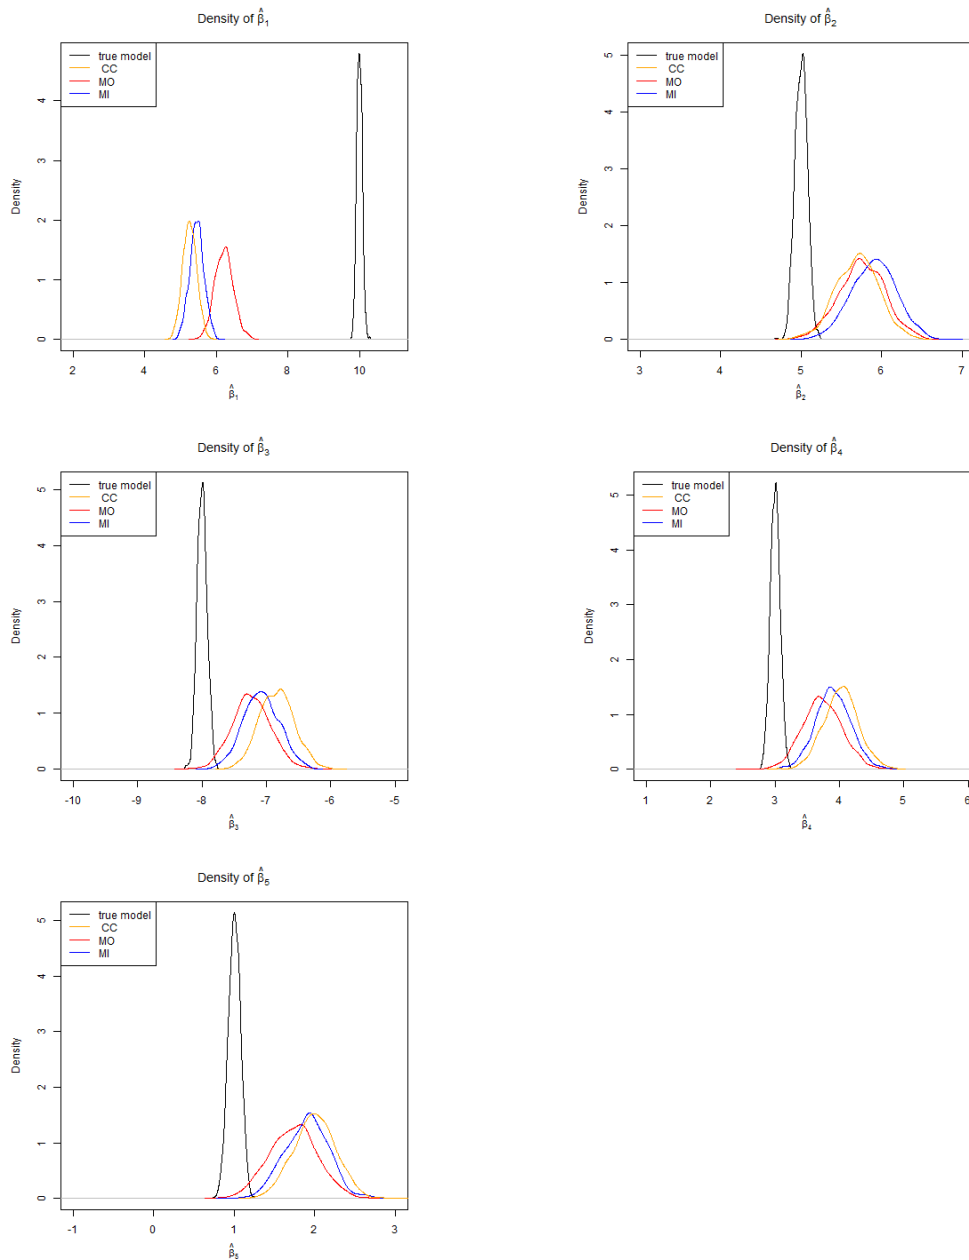 Density of β̂₁
true model
CC
MO
MI
Density
0 1 2 3 4
2 4 6 8 10
β̂₁
Density of β̂₂
true model
CC
MO
MI
Density
0 1 2 3 4 5
3 4 5 6 7
β̂₂
Density of β̂₃
true model
CC
MO
MI
Density
0 1 2 3 4 5
-10 -9 -8 -7 -6 -5
β̂₃
Density of β̂₄
true model
CC
MO
MI
Density
0 1 2 3 4 5
1 2 3 4 5 6
β̂₄
Density of β̂₅
true model
CC
MO
MI
Density
0 1 2 3 4 5
-1 0 1 2 3
β̂₅